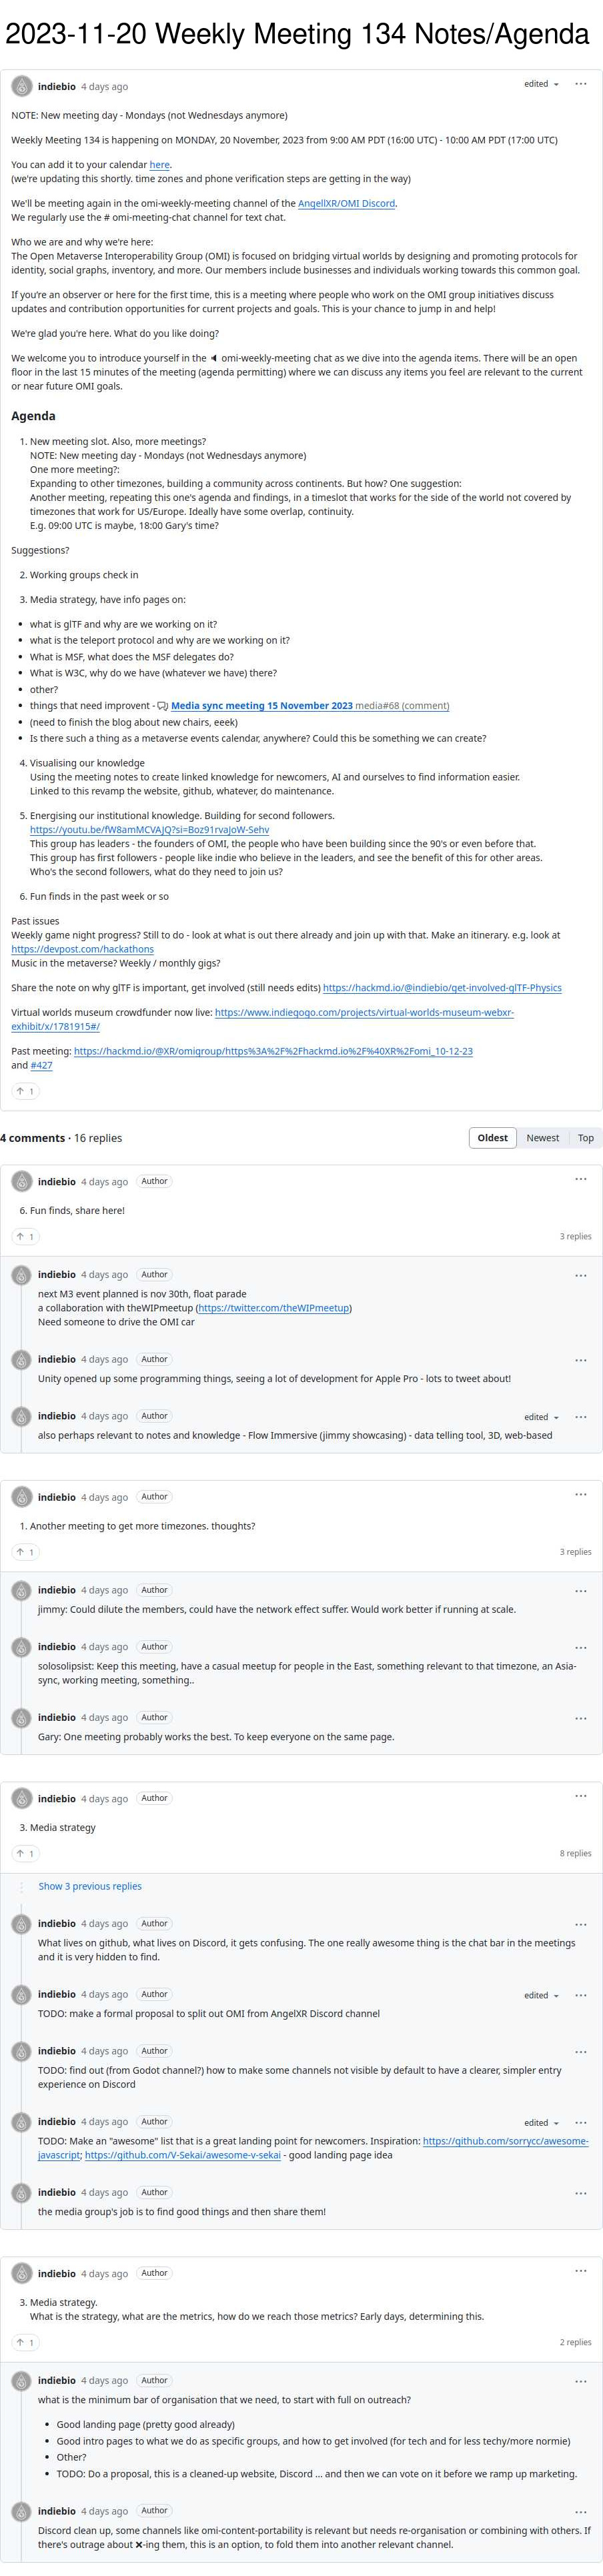 2023-11-20 Weekly Meeting 134 Notes/Agenda
indiebio 4 days ago
edited
NOTE: New meeting day - Mondays (not Wednesdays anymore)
Weekly Meeting 134 is happening on MONDAY, 20 November, 2023 from 9:00 AM PDT (16:00 UTC) - 10:00 AM PDT (17:00 UTC)
You can add it to your calendar here.
(we're updating this shortly. time zones and phone verification steps are getting in the way)
We'll be meeting again in the omi-weekly-meeting channel of the AngellXR/OMI Discord.
We regularly use the # omi-meeting-chat channel for text chat.
Who we are and why we're here:
The Open Metaverse Interoperability Group (OMI) is focused on bridging virtual worlds by designing and promoting protocols for
identity, social graphs, inventory, and more. Our members include businesses and individuals working towards this common goal.
If you're an observer or here for the first time, this is a meeting where people who work on the OMI group initiatives discuss
updates and contribution opportunities for current projects and goals. This is your chance to jump in and help!
We're glad you're here. What do you like doing?
We welcome you to introduce yourself in the 🔈 omi-weekly-meeting chat as we dive into the agenda items. There will be an open
floor in the last 15 minutes of the meeting (agenda permitting) where we can discuss any items you feel are relevant to the current
or near future OMI goals.
Agenda
1. New meeting slot. Also, more meetings?
NOTE: New meeting day - Mondays (not Wednesdays anymore)
One more meeting?:
Expanding to other timezones, building a community across continents. But how? One suggestion:
Another meeting, repeating this one's agenda and findings, in a timeslot that works for the side of the world not covered by
timezones that work for US/Europe. Ideally have some overlap, continuity.
E.g. 09:00 UTC is maybe, 18:00 Gary's time?
Suggestions?
2. Working groups check in
3. Media strategy, have info pages on:
• what is glTF and why are we working on it?
• what is the teleport protocol and why are we working on it?
• What is MSF, what does the MSF delegates do?
• What is W3C, why do we have (whatever we have) there?
• other?
• things that need improvent - Media sync meeting 15 November 2023 media#68 (comment)
• (need to finish the blog about new chairs, eeek)
• Is there such a thing as a metaverse events calendar, anywhere? Could this be something we can create?
4. Visualising our knowledge
Using the meeting notes to create linked knowledge for newcomers, AI and ourselves to find information easier.
Linked to this revamp the website, github, whatever, do maintenance.
5. Energising our institutional knowledge. Building for second followers.
https://youtu.be/fW8amMCVAJQ?si=Boz91rvaJoW-Sehv
This group has leaders - the founders of OMI, the people who have been building since the 90's or even before that.
This group has first followers - people like indie who believe in the leaders, and see the benefit of this for other areas.
Who's the second followers, what do they need to join us?
6. Fun finds in the past week or so
Past issues
Weekly game night progress? Still to do - look at what is out there already and join up with that. Make an itinerary. e.g. look at
https://devpost.com/hackathons
Music in the metaverse? Weekly / monthly gigs?
Share the note on why glTF is important, get involved (still needs edits) https://hackmd.io/@indiebio/get-involved-glTF-Physics
Virtual worlds museum crowdfunder now live: https://www.indiegogo.com/projects/virtual-worlds-museum-webxr-
exhibit/x/1781915#/
Past meeting: https://hackmd.io/@XR/omigroup/https%3A%2F%2Fhackmd.io%2F%40XR%2Fomi_10-12-23
and #427
↑ 1
4 comments · 16 replies
Oldest Newest Top
indiebio 4 days ago Author
6. Fun finds, share here!
↑ 1
3 replies
indiebio 4 days ago Author
next M3 event planned is nov 30th, float parade
a collaboration with theWIPmeetup (https://twitter.com/theWIPmeetup)
Need someone to drive the OMI car
indiebio 4 days ago Author
Unity opened up some programming things, seeing a lot of development for Apple Pro - lots to tweet about!
indiebio 4 days ago Author
edited
also perhaps relevant to notes and knowledge - Flow Immersive (jimmy showcasing) - data telling tool, 3D, web-based
indiebio 4 days ago Author
1. Another meeting to get more timezones. thoughts?
↑ 1
3 replies
indiebio 4 days ago Author
jimmy: Could dilute the members, could have the network effect suffer. Would work better if running at scale.
indiebio 4 days ago Author
solosolipsist: Keep this meeting, have a casual meetup for people in the East, something relevant to that timezone, an Asia-
sync, working meeting, something..
indiebio 4 days ago Author
Gary: One meeting probably works the best. To keep everyone on the same page.
indiebio 4 days ago Author
3. Media strategy
↑ 1
8 replies
Show 3 previous replies
indiebio 4 days ago Author
What lives on github, what lives on Discord, it gets confusing. The one really awesome thing is the chat bar in the meetings
and it is very hidden to find.
indiebio 4 days ago Author
edited
TODO: make a formal proposal to split out OMI from AngelXR Discord channel
indiebio 4 days ago Author
TODO: find out (from Godot channel?) how to make some channels not visible by default to have a clearer, simpler entry
experience on Discord
indiebio 4 days ago Author
edited
TODO: Make an "awesome" list that is a great landing point for newcomers. Inspiration: https://github.com/sorrycc/awesome-
javascript; https://github.com/V-Sekai/awesome-v-sekai - good landing page idea
indiebio 4 days ago Author
the media group's job is to find good things and then share them!
indiebio 4 days ago Author
3. Media strategy.
What is the strategy, what are the metrics, how do we reach those metrics? Early days, determining this.
↑ 1
2 replies
indiebio 4 days ago Author
what is the minimum bar of organisation that we need, to start with full on outreach?
• Good landing page (pretty good already)
• Good intro pages to what we do as specific groups, and how to get involved (for tech and for less techy/more normie)
• Other?
• TODO: Do a proposal, this is a cleaned-up website, Discord ... and then we can vote on it before we ramp up marketing.
indiebio 4 days ago Author
Discord clean up, some channels like omi-content-portability is relevant but needs re-organisation or combining with others. If
there's outrage about ❌-ing them, this is an option, to fold them into another relevant channel.